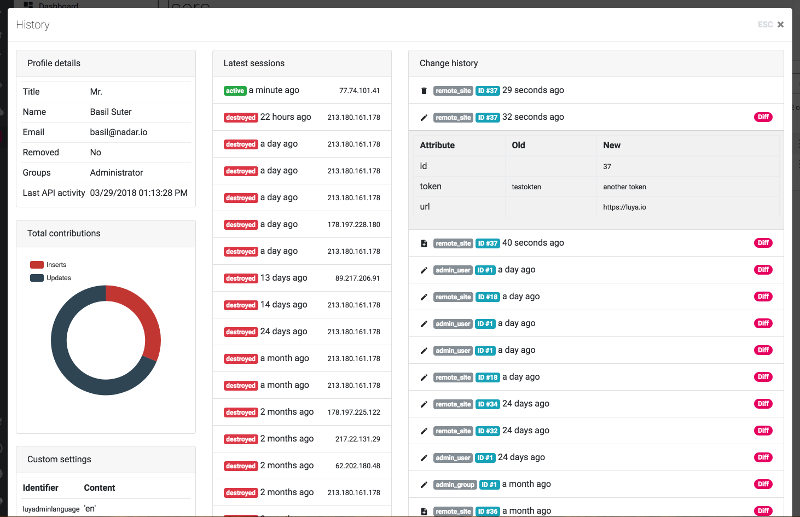 Dashboard
History
ESC ✖
Profile details
Title Mr.
Name Basil Suter
Email basil@nadar.io
Removed No
Groups Administrator
Last API activity 03/29/2018 01:13:28 PM
Total contributions
Inserts
Updates
Custom settings
Identifier Content
luyadminlanguage 'en'
Latest sessions
active a minute ago 77.74.101.41
destroyed 22 hours ago 213.180.161.178
destroyed a day ago 213.180.161.178
destroyed a day ago 213.180.161.178
destroyed a day ago 213.180.161.178
destroyed a day ago 178.197.228.180
destroyed a day ago 213.180.161.178
destroyed 13 days ago 89.217.206.91
destroyed 14 days ago 213.180.161.178
destroyed 24 days ago 213.180.161.178
destroyed a month ago 213.180.161.178
destroyed a month ago 213.180.161.178
destroyed 2 months ago 178.197.225.122
destroyed 2 months ago 217.22.131.29
destroyed 2 months ago 62.202.180.48
destroyed 2 months ago 213.180.161.178
Change history
remote_site ID #37 29 seconds ago
remote_site ID #37 32 seconds ago Diff
Attribute Old New
id 37
token testokten another token
url https://luya.io
remote_site ID #37 40 seconds ago Diff
admin_user ID #1 a day ago Diff
remote_site ID #18 a day ago Diff
admin_user ID #1 a day ago Diff
admin_user ID #1 a day ago Diff
remote_site ID #18 a day ago Diff
remote_site ID #34 24 days ago Diff
remote_site ID #32 24 days ago Diff
admin_user ID #1 24 days ago Diff
admin_group ID #1 a month ago Diff
remote_site ID #36 a month ago Diff